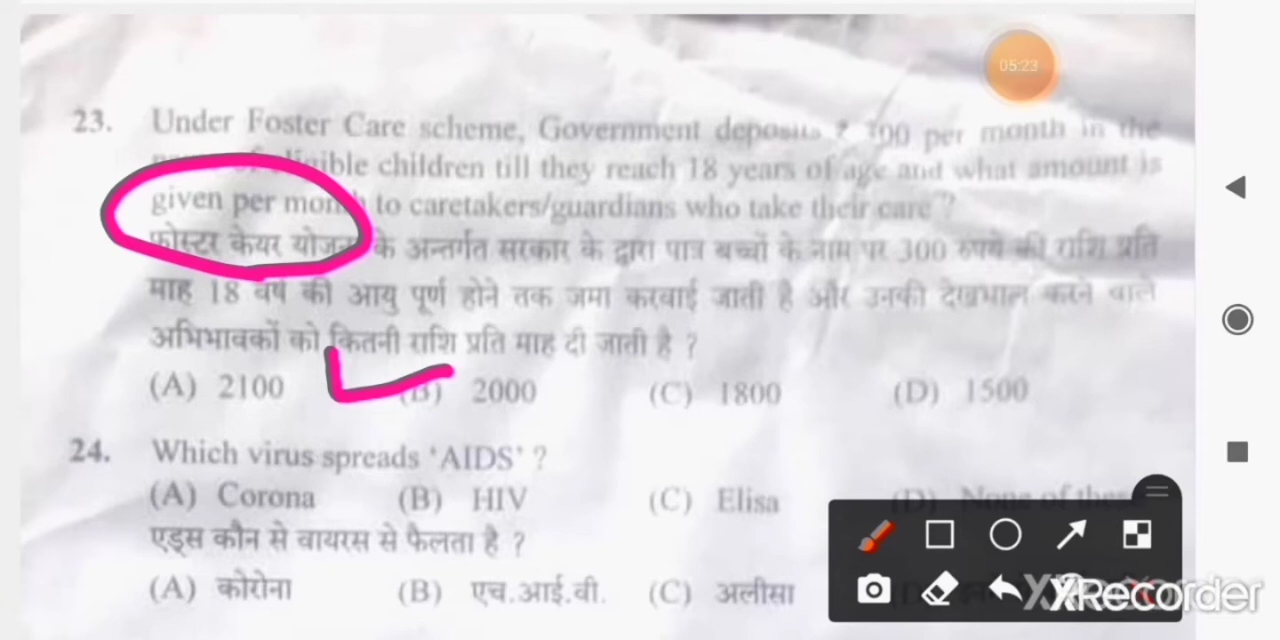 05:23
23. Under Foster Care scheme, Government deposits ₹ 300 per month in the
children till they reach 18 years of age and what amount is
given per month to caretakers/guardians who take their care ?
फोस्टर केयर योजना के अन्तर्गत सरकार के द्वारा पात्र बच्चों के नाम पर 300 रुपये की राशि प्रति
माह 18 वर्ष की आयु पूर्ण होने तक जमा करवाई जाती है और उनकी देखभाल करने वाले
अभिभावकों को कितनी राशि प्रति माह दी जाती है ?
(A) 2100 (B) 2000 (C) 1800 (D) 1500
24. Which virus spreads ‘AIDS’ ?
(A) Corona (B) HIV (C) Elisa (D) None of these
एड्स कौन से वायरस से फैलता है ?
(A) कोरोना (B) एच.आई.वी. (C) अलीसा
XRecorder